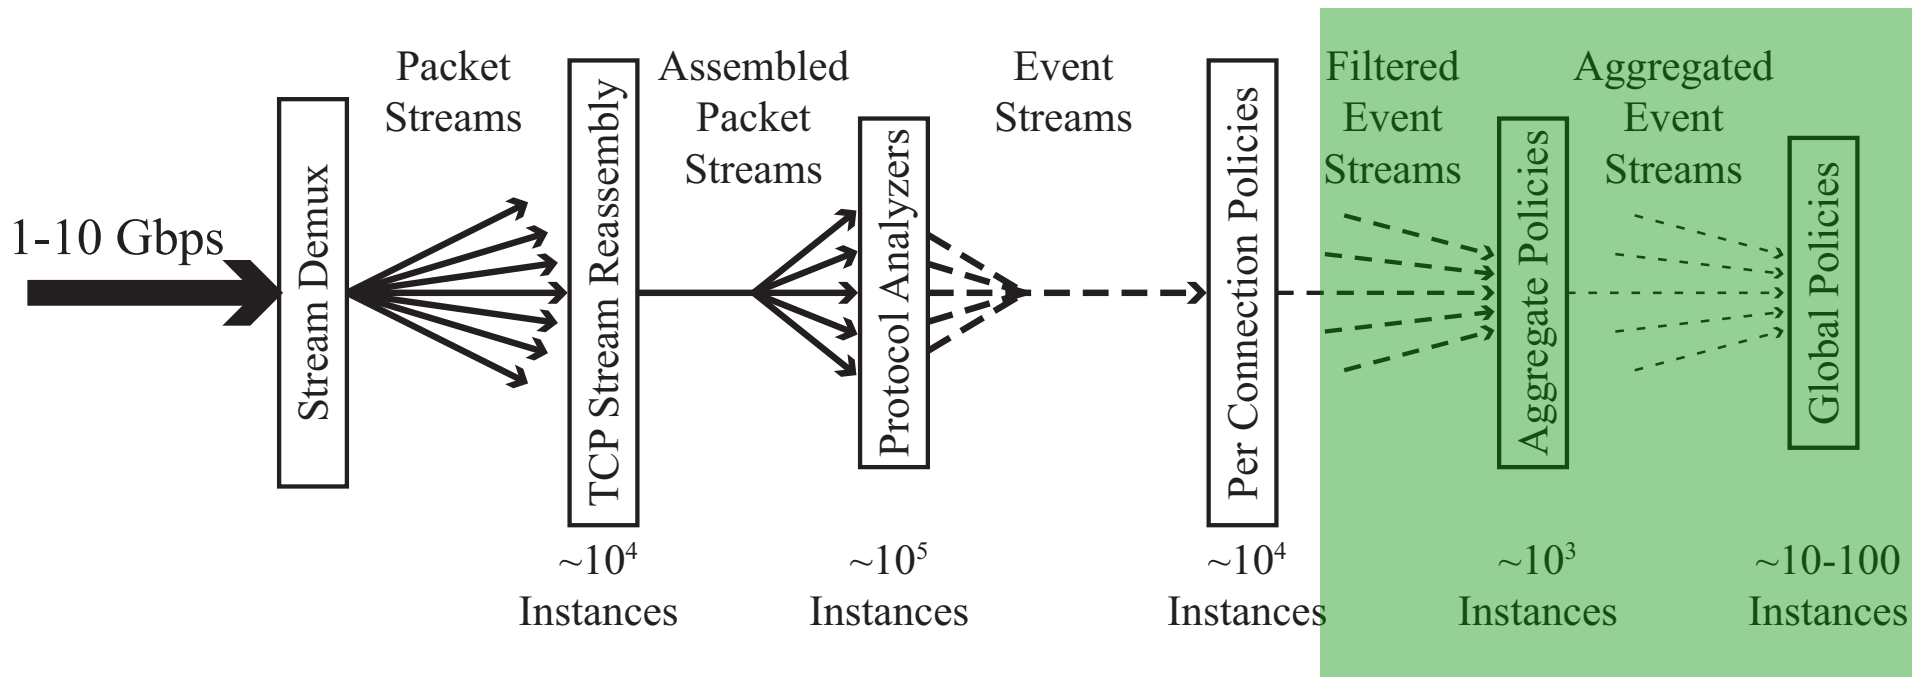 1-10 Gbps
Stream Demux
Packet
Streams
TCP Stream Reassembly
~10⁴
Instances
Assembled
Packet
Streams
Protocol Analyzers
~10⁵
Instances
Event
Streams
Per Connection Policies
~10⁴
Instances
Filtered
Event
Streams
Aggregate Policies
~10³
Instances
Aggregated
Event
Streams
Global Policies
~10-100
Instances